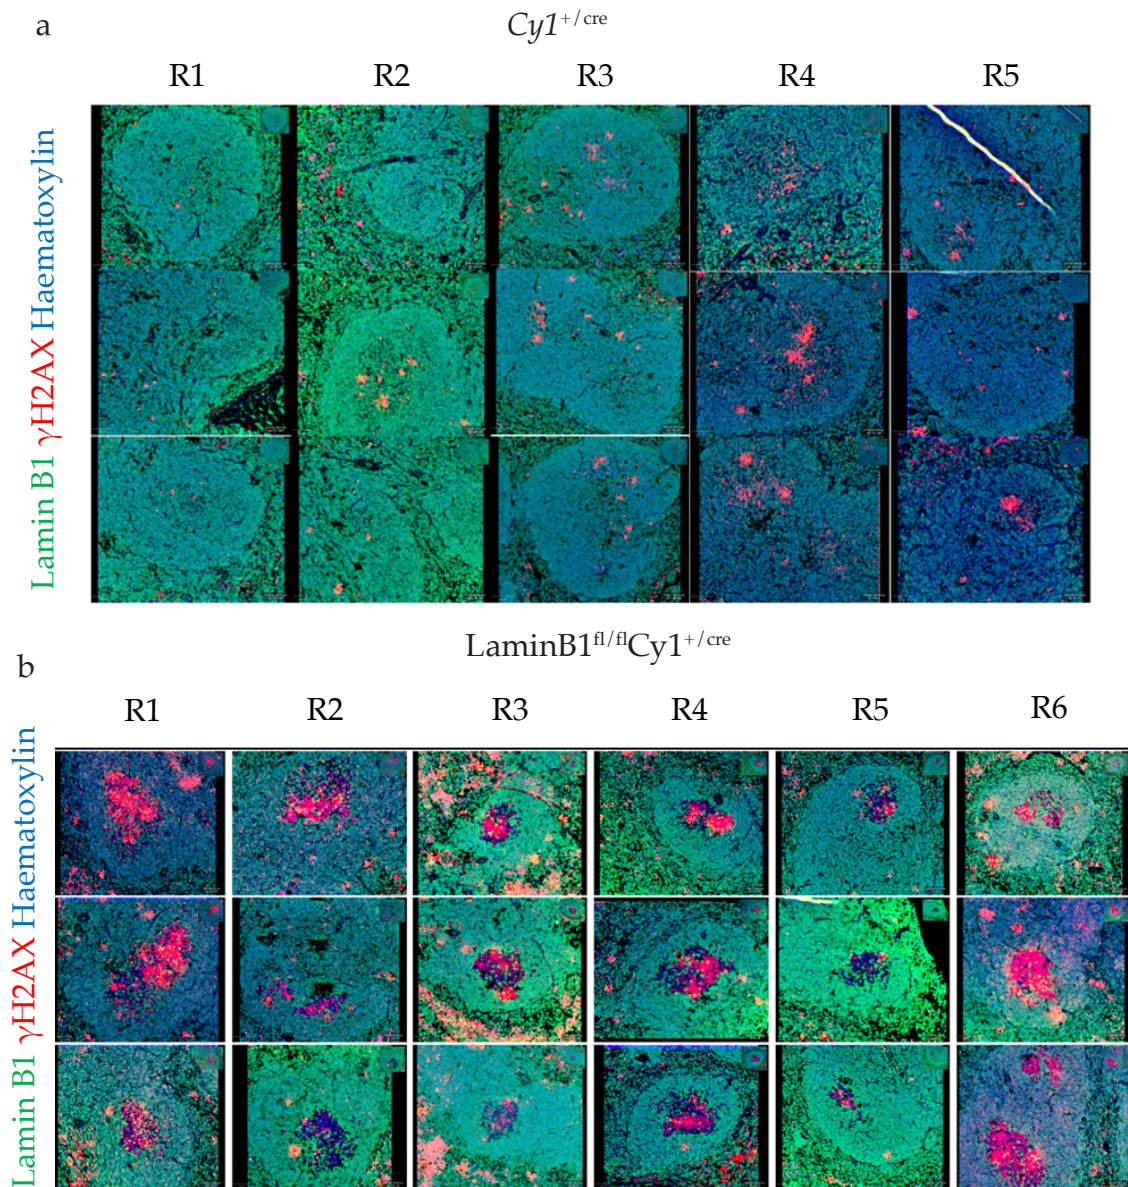 a
Cy1+/cre
R1 R2 R3 R4 R5
Lamin B1 γH2AX Haematoxylin
b
LaminB1fl/flCy1+/cre
R1 R2 R3 R4 R5 R6
Lamin B1 γH2AX Haematoxylin